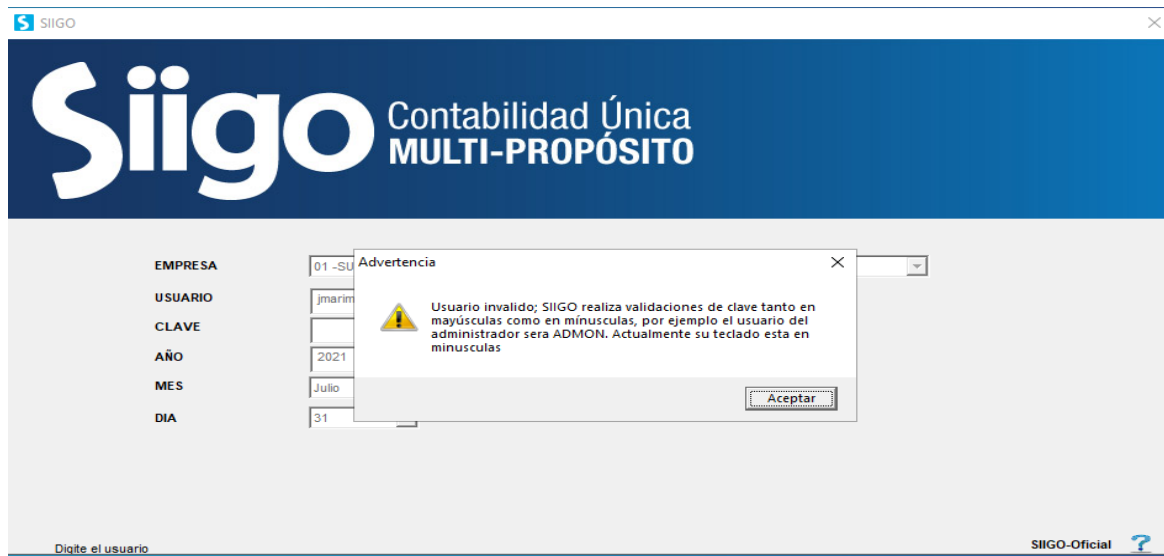 SIIGO
Siigo Contabilidad Única
MULTI-PROPÓSITO
EMPRESA 01 -SU
USUARIO jmarim
CLAVE
AÑO 2021
MES Julio
DIA 31
Advertencia
Usuario invalido; SIIGO realiza validaciones de clave tanto en
mayúsculas como en mínusculas, por ejemplo el usuario del
administrador sera ADMON. Actualmente su teclado esta en
minusculas
Aceptar
Digite el usuario
SIIGO-Oficial ?